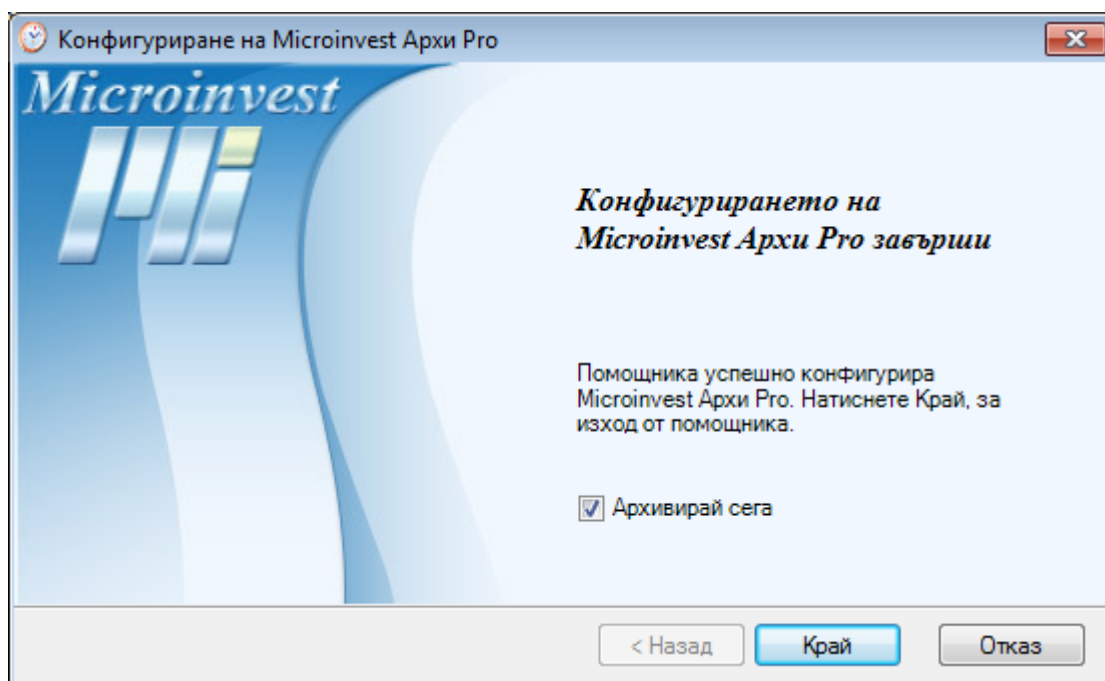 Конфигуриране на Microinvest Архи Pro
Microinvest
Mi
Конфигурирането на
Microinvest Архи Pro завърши
Помощника успешно конфигурира
Microinvest Архи Pro. Натиснете Край, за
изход от помощника.
Архивирай сега
< Назад
Край
Отказ